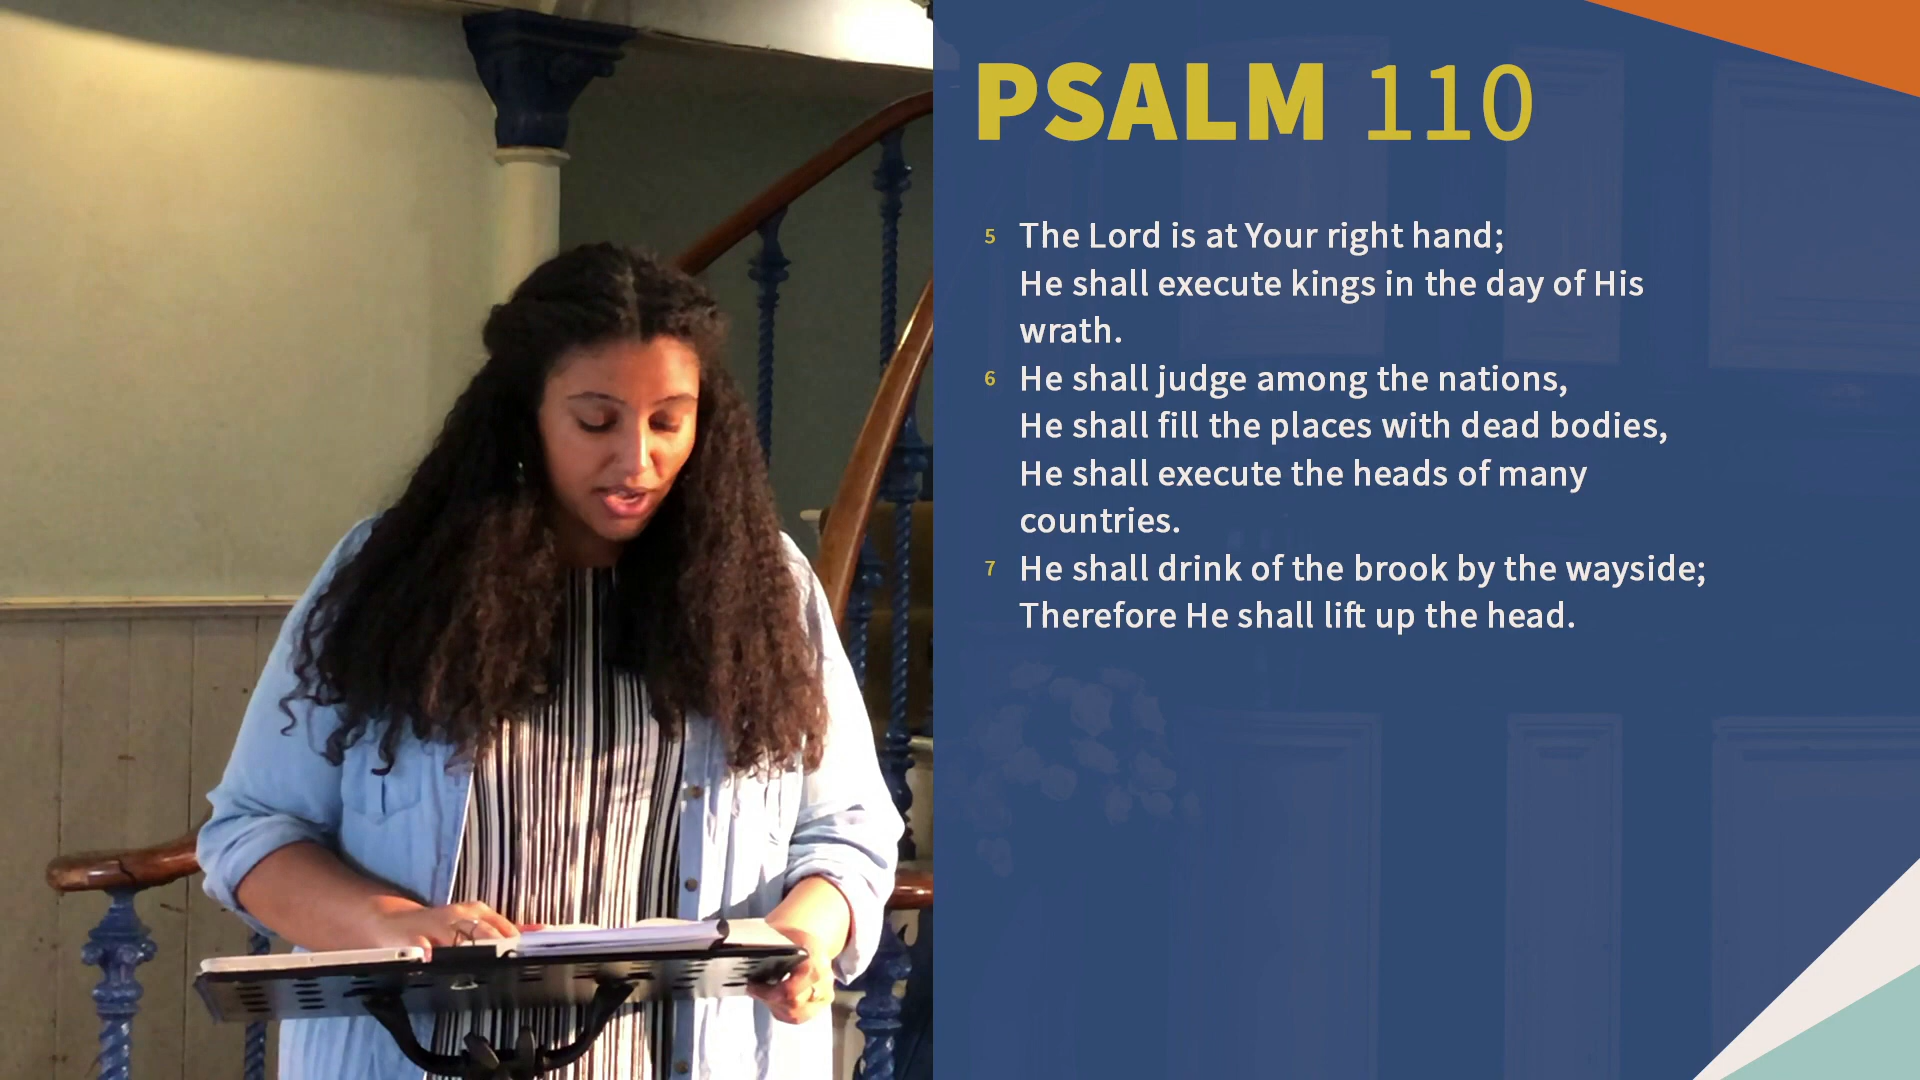 PSALM 110
5 The Lord is at Your right hand;
He shall execute kings in the day of His
wrath.
6 He shall judge among the nations,
He shall fill the places with dead bodies,
He shall execute the heads of many
countries.
7 He shall drink of the brook by the wayside;
Therefore He shall lift up the head.